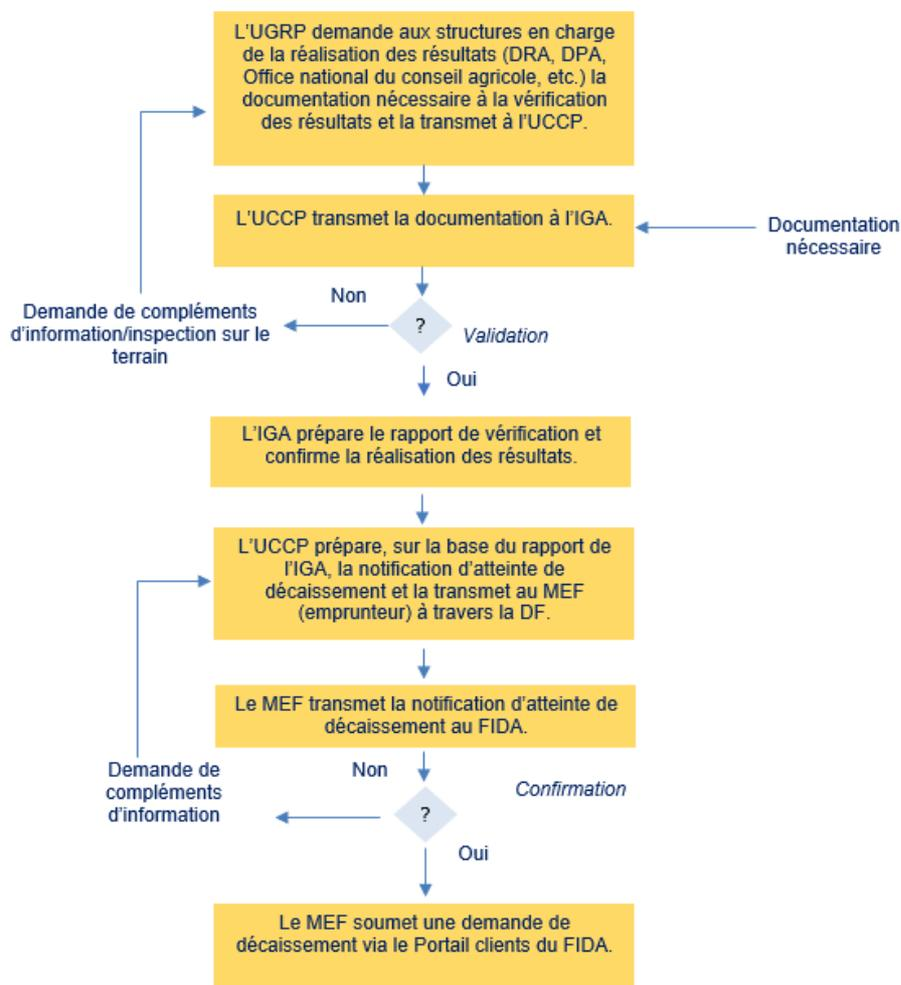 L'UGRP demande aux structures en charge
de la réalisation des résultats (DRA, DPA,
Office national du conseil agricole, etc.) la
documentation nécessaire à la vérification
des résultats et la transmet à l'UCCP.
L'UCCP transmet la documentation à l'IGA.
Documentation
nécessaire
Non
Demande de compléments
d'information/inspection sur le
terrain
?
Validation
Oui
L'IGA prépare le rapport de vérification et
confirme la réalisation des résultats.
L'UCCP prépare, sur la base du rapport de
l'IGA, la notification d'atteinte de
décaissement et la transmet au MEF
(emprunteur) à travers la DF.
Le MEF transmet la notification d'atteinte de
décaissement au FIDA.
Non
Demande de
compléments
d'information
?
Confirmation
Oui
Le MEF soumet une demande de
décaissement via le Portail clients du FIDA.